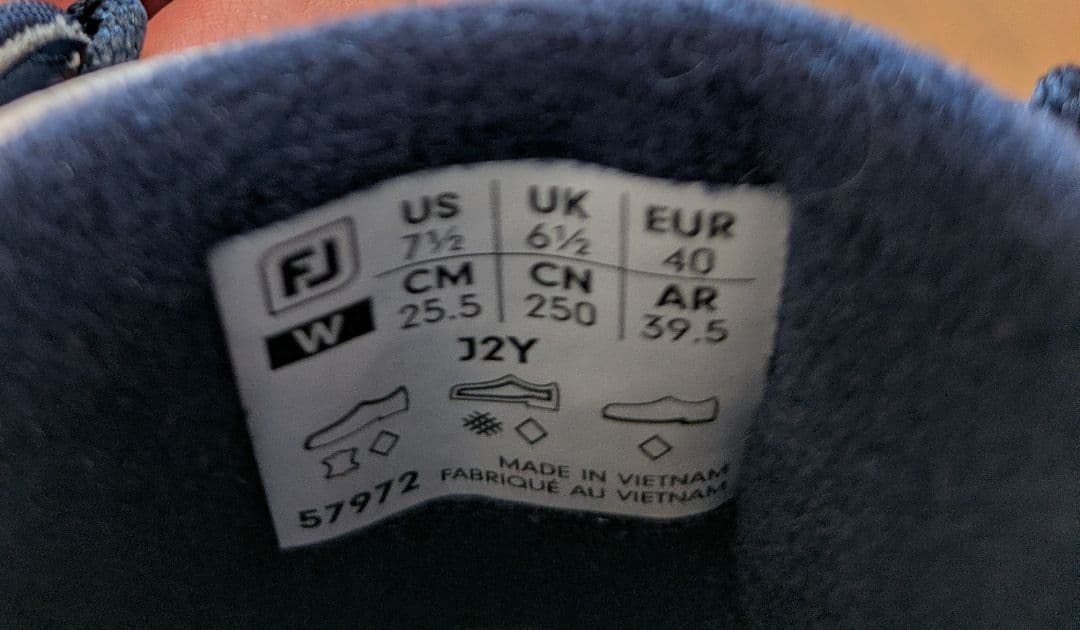 FJ
W
US UK EUR
7½ 6½ 40
CM CN AR
25.5 250 39.5
J2Y
57972
MADE IN VIETNAM
FABRIQUÉ AU VIETNAM